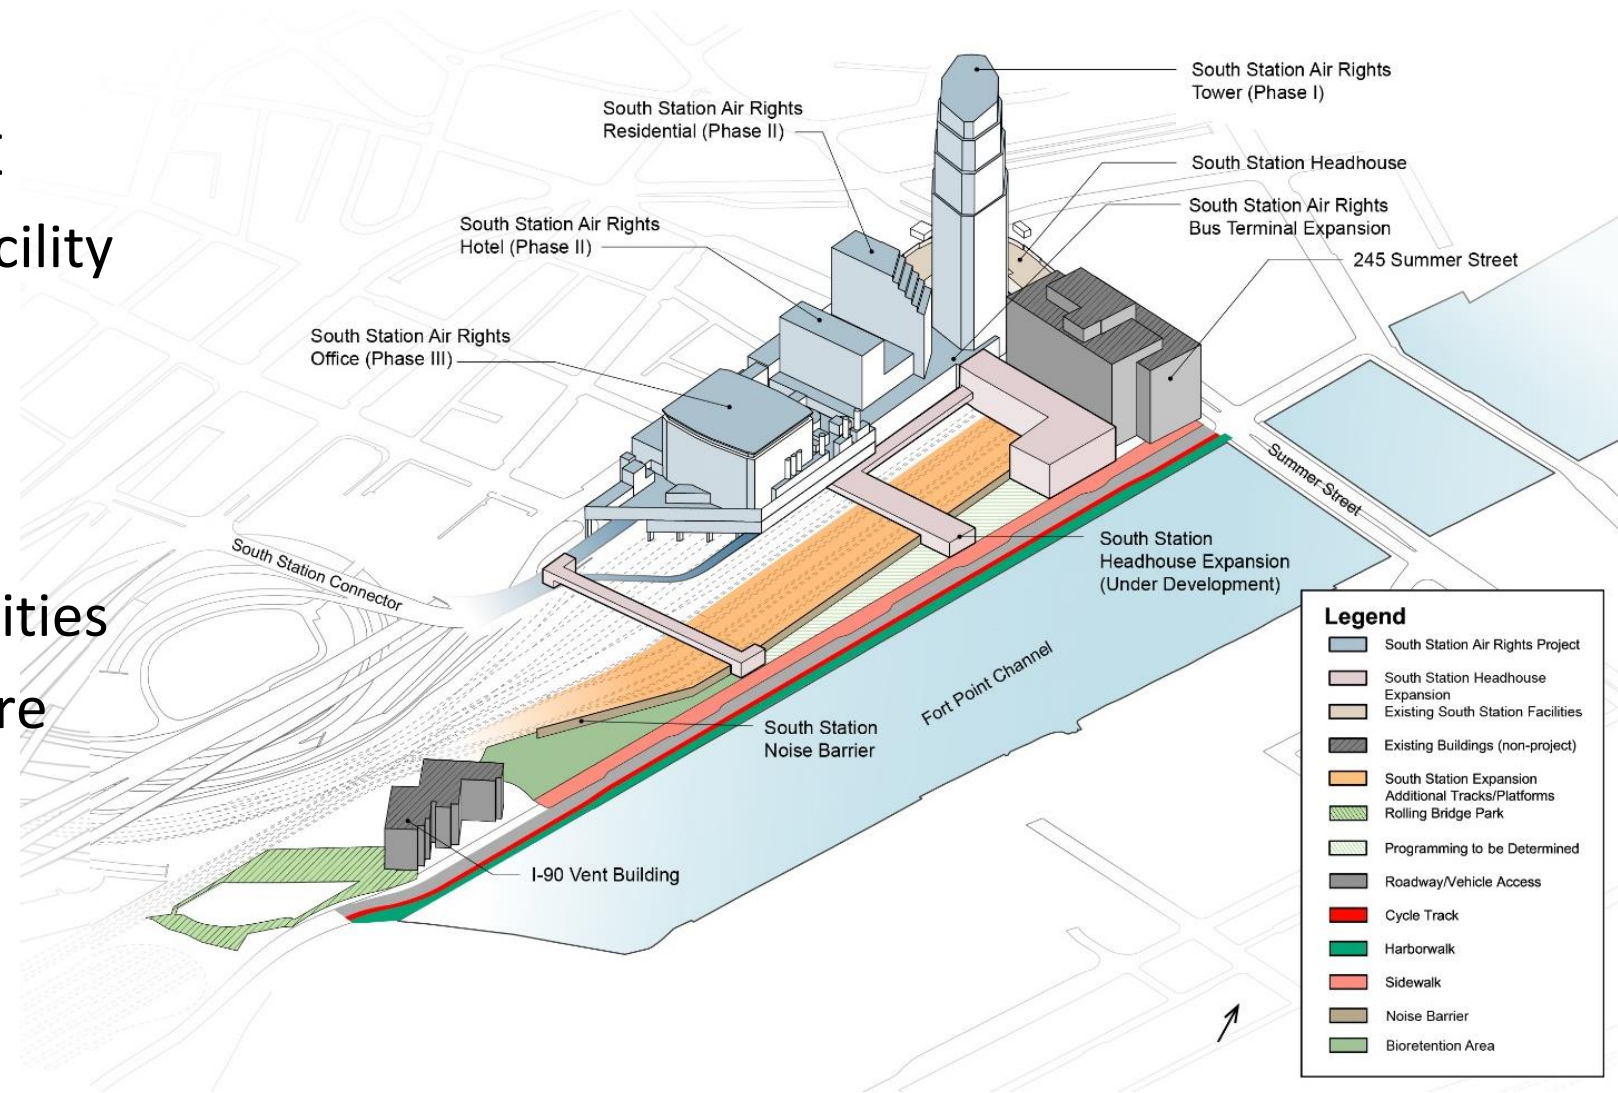 cility
ities
re
South Station Air Rights
Tower (Phase I)
South Station Air Rights
Residential (Phase II)
South Station Headhouse
South Station Air Rights
Bus Terminal Expansion
South Station Air Rights
Hotel (Phase II)
245 Summer Street
South Station Air Rights
Office (Phase III)
Summer Street
South Station Connector
South Station
Headhouse Expansion
(Under Development)
Fort Point Channel
South Station
Noise Barrier
I-90 Vent Building
Legend
South Station Air Rights Project
South Station Headhouse
Expansion
Existing South Station Facilities
Existing Buildings (non-project)
South Station Expansion
Additional Tracks/Platforms
Rolling Bridge Park
Programming to be Determined
Roadway/Vehicle Access
Cycle Track
Harborwalk
Sidewalk
Noise Barrier
Bioretention Area